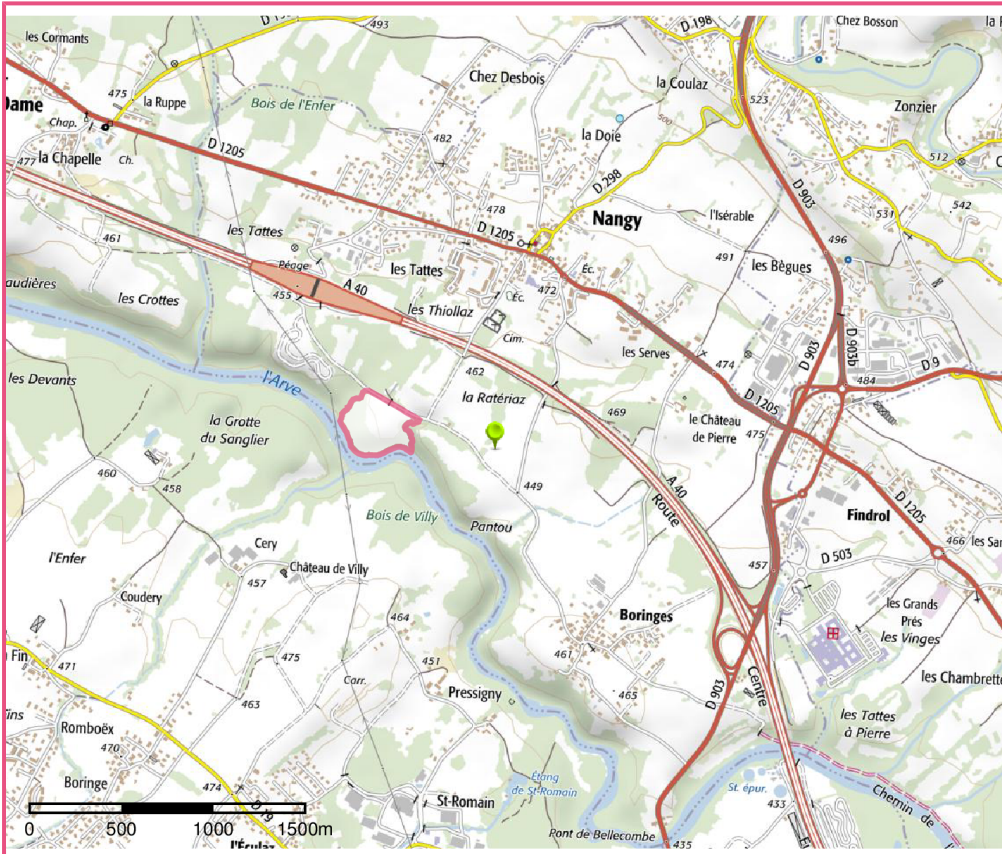 les Cormants
493
D 198
Chez Bosson
Chez Desbois
la Coulaz
475
la Ruppe
Bois de l'Enfer
523
Zonzier
Dame
Chap.
482
la Doie
500
la Chapelle
Ch.
D 1205
512
477
D 298
D 903
542
478
l'Isérable
531
461
les Tattes
D 1205
Nangy
496
Péage
les Tattes
491
les Bègues
audières
les Crottes
455
A 40
Éc.
472
les Thiollaz
Éc.
Cim.
les Serves
D 903
D 903b
les Devants
l'Arve
462
474
484
D 9
la Ratériaz
469
D 1205
le Château
de Pierre
475
la Grotte
du Sanglier
460
458
449
A 40
Route
D 1205
Bois de Villy
Pantou
Findrol
466
les San
l'Enfer
Cery
457
Château de Villy
457
D 503
Coudery
464
Boringes
les Grands
Prés
les Vinges
Fin
471
475
451
461
Centre
les Chambrette
463
Carr.
Pressigny
465
D 903
les Tattes
à Pierre
Romboëx
470
Boringe
474
D 19
Étang
de St-Romain
St. épur.
433
Chemin de
0
500
1000
1500m
St-Romain
l'Éculaz
Pont de Bellecombe
435